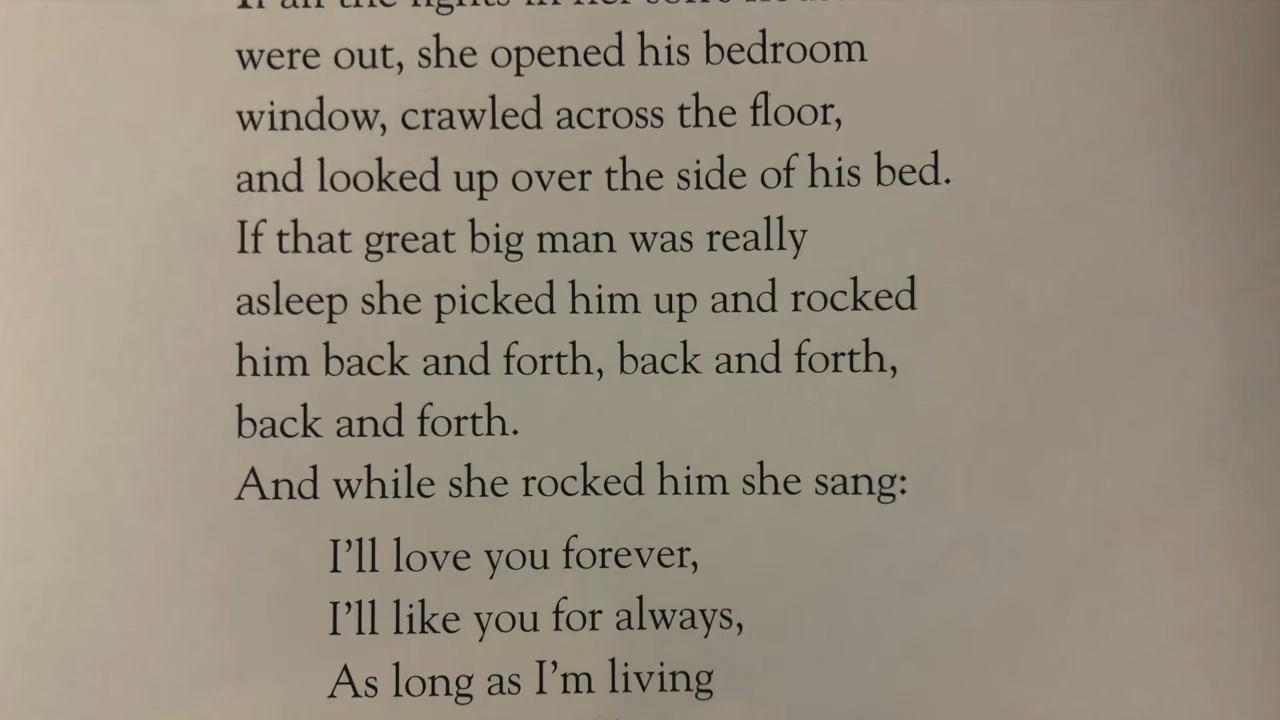 were out, she opened his bedroom
window, crawled across the floor,
and looked up over the side of his bed.
If that great big man was really
asleep she picked him up and rocked
him back and forth, back and forth,
back and forth.
And while she rocked him she sang:
I’ll love you forever,
I’ll like you for always,
As long as I’m living